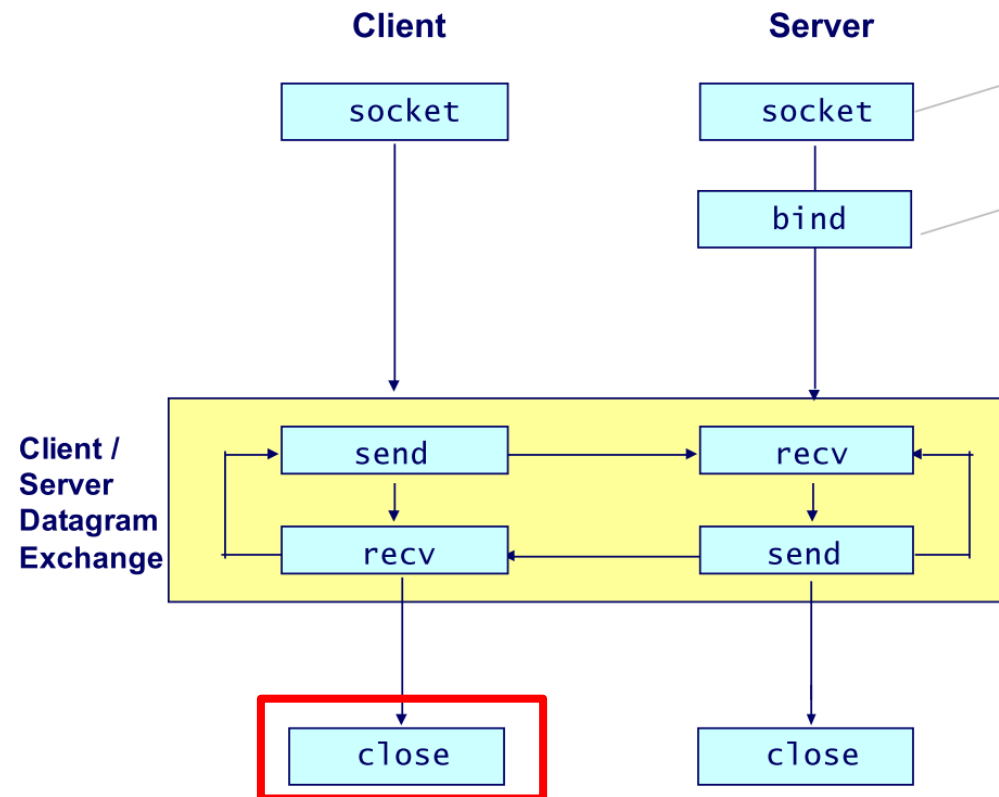 Client
Server
socket
socket
bind
Client /
Server
Datagram
Exchange
send
recv
recv
send
close
close